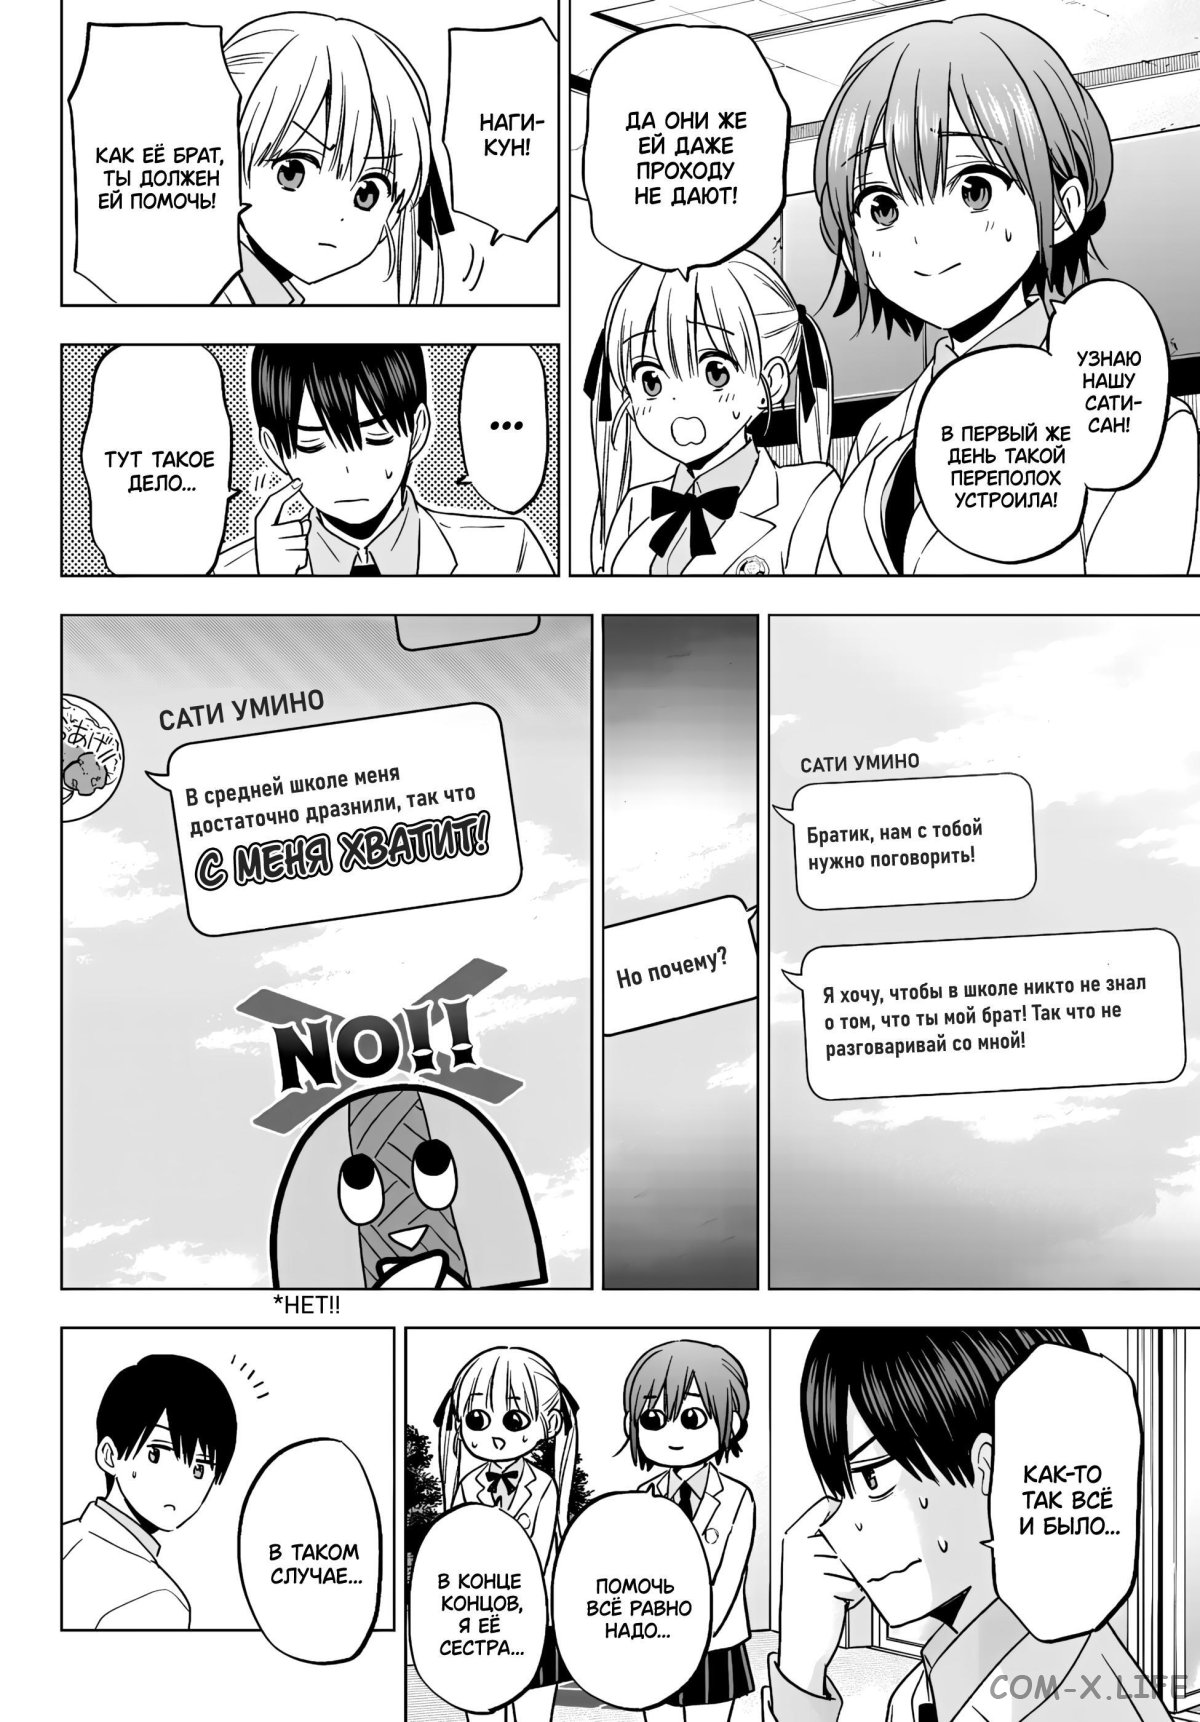 УЗНАЮ
НАШУ
САТИ-
САН!
В ПЕРВЫЙ ЖЕ
ДЕНЬ ТАКОЙ
ПЕРЕПОЛОХ
УСТРОИЛА!
ДА ОНИ ЖЕ
ЕЙ ДАЖЕ
ПРОХОДУ
НЕ ДАЮТ!
НАГИ-
КУН!
КАК ЕЁ БРАТ,
ТЫ ДОЛЖЕН
ЕЙ ПОМОЧЬ!
...
ТУТ ТАКОЕ
ДЕЛО...
САТИ УМИНО
Братик, нам с тобой
нужно поговорить!
Я хочу, чтобы в школе никто не знал
о том, что ты мой брат! Так что не
разговаривай со мной!
Но почему?
САТИ УМИНО
В средней школе меня
достаточно дразнили, так что
С МЕНЯ ХВАТИТ!
あげ
NO!!
*НЕТ!!
КАК-ТО
ТАК ВСЁ
И БЫЛО...
ПОМОЧЬ
ВСЁ РАВНО
НАДО...
В КОНЦЕ
КОНЦОВ,
Я ЕЁ
СЕСТРА...
В ТАКОМ
СЛУЧАЕ...
COM-X.LIFE